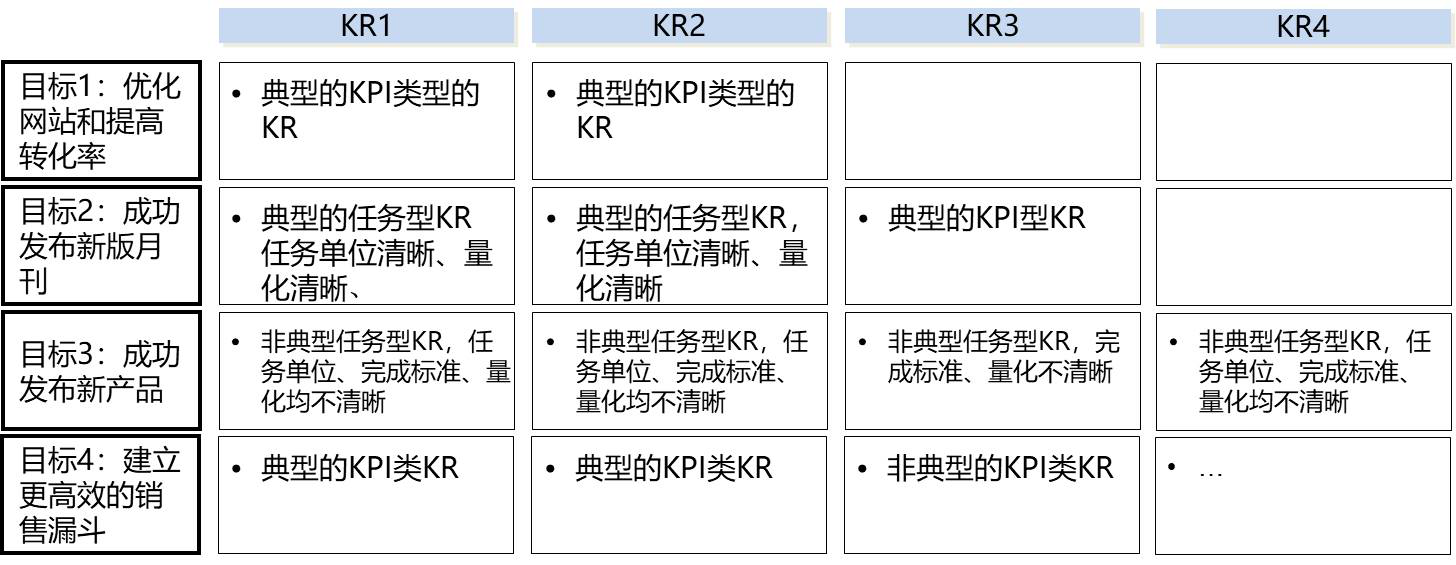 KR1 KR2 KR3 KR4
目标1：优化
网站和提高
转化率
• 典型的KPI类型的
KR
• 典型的KPI类型的
KR
目标2：成功
发布新版月
刊
• 典型的任务型KR
任务单位清晰、量
化清晰、
• 典型的任务型KR，
任务单位清晰、量
化清晰
• 典型的KPI型KR
目标3：成功
发布新产品
• 非典型任务型KR，任
务单位、完成标准、量
化均不清晰
• 非典型任务型KR，任
务单位、完成标准、
量化均不清晰
• 非典型任务型KR，完
成标准、量化不清晰
• 非典型任务型KR，任
务单位、完成标准、
量化均不清晰
目标4：建立
更高效的销
售漏斗
• 典型的KPI类KR
• 典型的KPI类KR
• 非典型的KPI类KR
• …